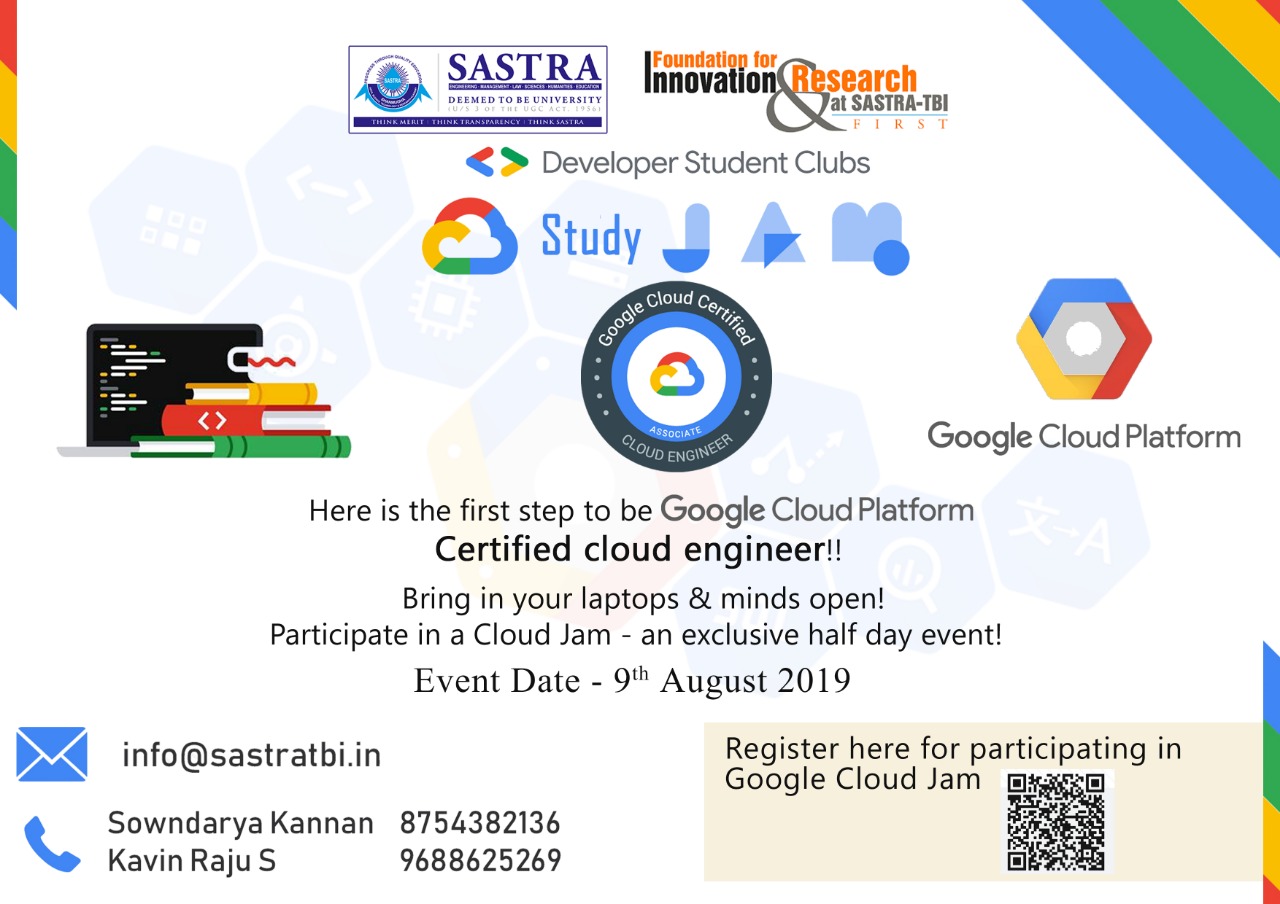 SASTRA
ENGINEERING · MANAGEMENT · LAW · SCIENCES · HUMANITIES · EDUCATION
DEEMED TO BE UNIVERSITY
(U/S 3 OF THE UGC ACT, 1956)
THINK MERIT | THINK TRANSPARENCY | THINK SASTRA
SASTRA
Foundation for
Innovation & Research
at SASTRA-TBI
FIRST
Developer Student Clubs
Study JAM
Google Cloud Certified
ASSOCIATE
CLOUD ENGINEER
Google Cloud Platform
Here is the first step to be Google Cloud Platform
Certified cloud engineer!!
Bring in your laptops & minds open!
Participate in a Cloud Jam - an exclusive half day event!
Event Date - 9th August 2019
info@sastratbi.in
Sowndarya Kannan 8754382136
Kavin Raju S 9688625269
Register here for participating in
Google Cloud Jam
文→A